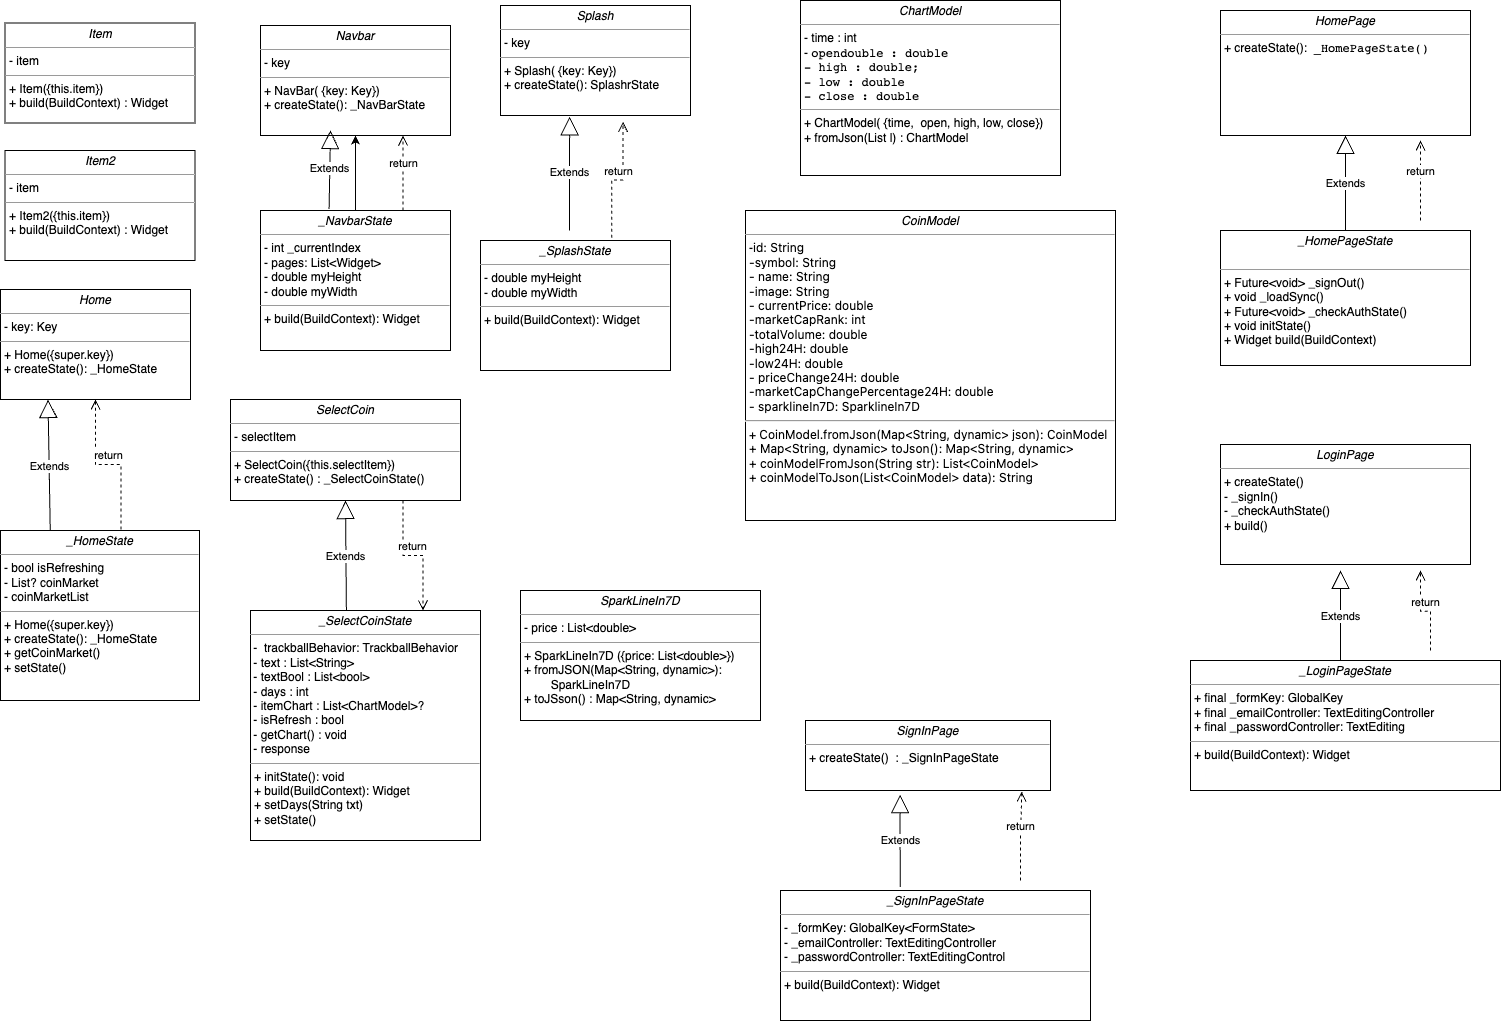 Item
- item
+ Item({this.item})
+ build(BuildContext) : Widget
Item2
- item
+ Item2({this.item})
+ build(BuildContext) : Widget
Home
- key: Key
+ Home({super.key})
+ createState(): _HomeState
Extends
return
_HomeState
- bool isRefreshing
- List? coinMarket
- coinMarketList
+ Home({super.key})
+ createState(): _HomeState
+ getCoinMarket()
+ setState()
Navbar
- key
+ NavBar( {key: Key})
+ createState(): _NavBarState
Extends
return
_NavbarState
- int _currentIndex
- pages: List<Widget>
- double myHeight
- double myWidth
+ build(BuildContext): Widget
SelectCoin
- selectItem
+ SelectCoin({this.selectItem})
+ createState() : _SelectCoinState()
Extends
return
_SelectCoinState
-  trackballBehavior: TrackballBehavior
- text : List<String>
- textBool : List<bool>
- days : int
- itemChart : List<ChartModel>?
- isRefresh : bool
- getChart() : void
- response
+ initState(): void
+ build(BuildContext): Widget
+ setDays(String txt)
+ setState()
Splash
- key
+ Splash( {key: Key})
+ createState(): SplashrState
Extends
return
_SplashState
- double myHeight
- double myWidth
+ build(BuildContext): Widget
SparkLineIn7D
- price : List<double>
+ SparkLineIn7D ({price: List<double>})
+ fromJSON(Map<String, dynamic>):
SparkLineIn7D
+ toJSson() : Map<String, dynamic>
ChartModel
- time : int
- opendouble : double
- high : double;
- low : double
- close : double
+ ChartModel( {time,  open, high, low, close})
+ fromJson(List l) : ChartModel
CoinModel
-id: String
-symbol: String
- name: String
-image: String
- currentPrice: double
-marketCapRank: int
-totalVolume: double
-high24H: double
-low24H: double
- priceChange24H: double
-marketCapChangePercentage24H: double
- sparklineIn7D: SparklineIn7D
+ CoinModel.fromJson(Map<String, dynamic> json): CoinModel
+ Map<String, dynamic> toJson(): Map<String, dynamic>
+ coinModelFromJson(String str): List<CoinModel>
+ coinModelToJson(List<CoinModel> data): String
SignInPage
+ createState()  : _SignInPageState
Extends
return
_SignInPageState
- _formKey: GlobalKey<FormState>
- _emailController: TextEditingController
- _passwordController: TextEditingControl
+ build(BuildContext): Widget
HomePage
+ createState():  _HomePageState()
Extends
return
_HomePageState
+ Future<void> _signOut()
+ void _loadSync()
+ Future<void> _checkAuthState()
+ void initState()
+ Widget build(BuildContext)
LoginPage
+ createState()
- _signIn()
- _checkAuthState()
+ build()
Extends
return
_LoginPageState
+ final _formKey: GlobalKey
+ final _emailController: TextEditingController
+ final _passwordController: TextEditing
+ build(BuildContext): Widget